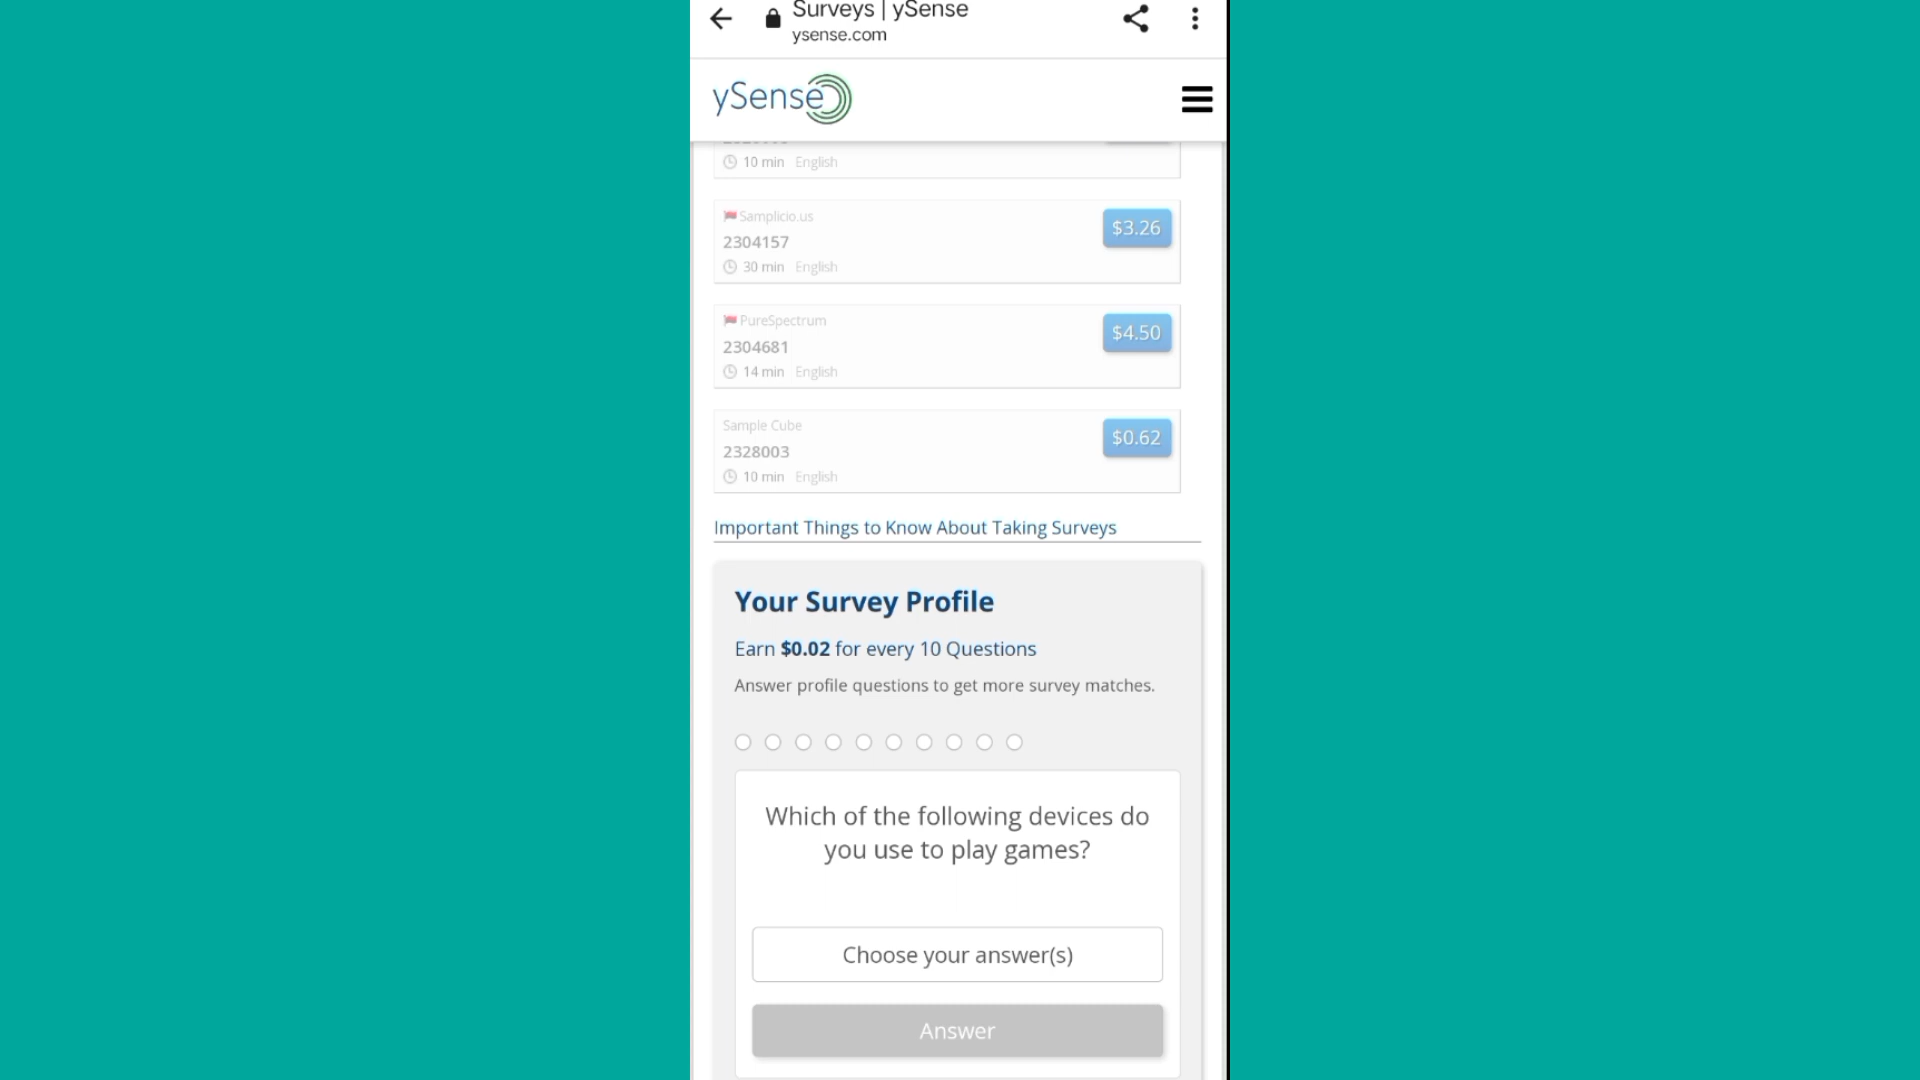 Surveys | ySense
ysense.com
ySense
10 min English
Samplicio.us
$3.26
2304157
30 min English
PureSpectrum
$4.50
2304681
14 min English
Sample Cube
$0.62
2328003
10 min English
Important Things to Know About Taking Surveys
Your Survey Profile
Earn $0.02 for every 10 Questions
Answer profile questions to get more survey matches.
Which of the following devices do
you use to play games?
Choose your answer(s)
Answer